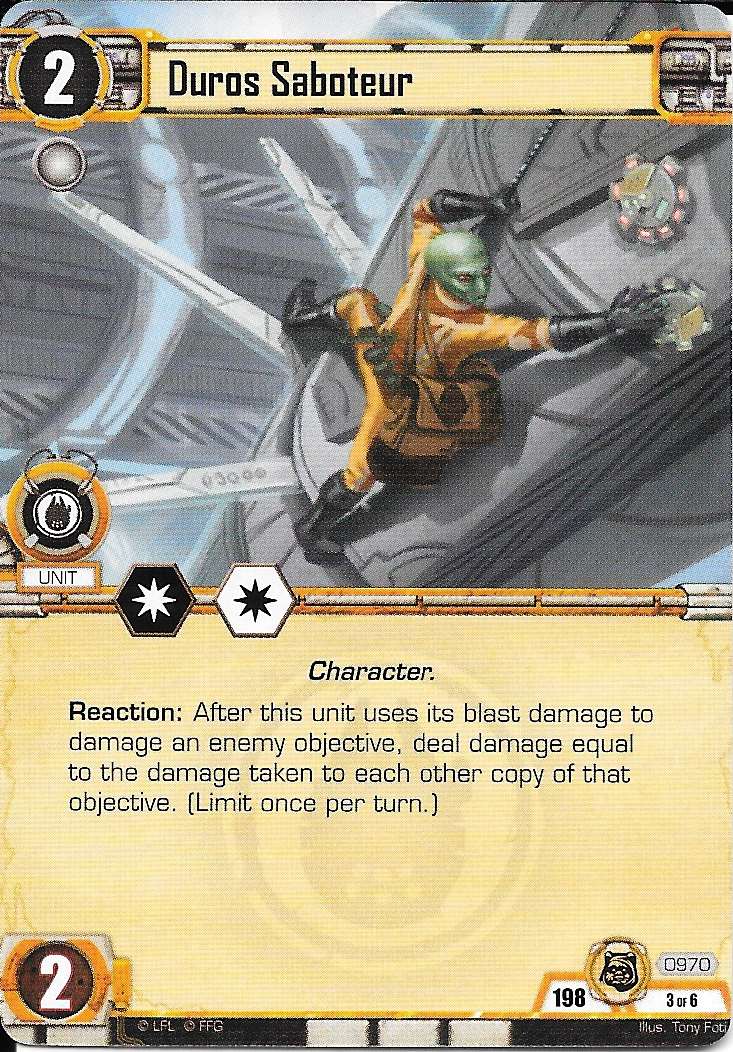 2
Duros Saboteur
03000
UNIT
Character.
Reaction: After this unit uses its blast damage to
damage an enemy objective, deal damage equal
to the damage taken to each other copy of that
objective. (Limit once per turn.)
2
0970
198
3 OF 6
© LFL © FFG
Illus. Tony Foti